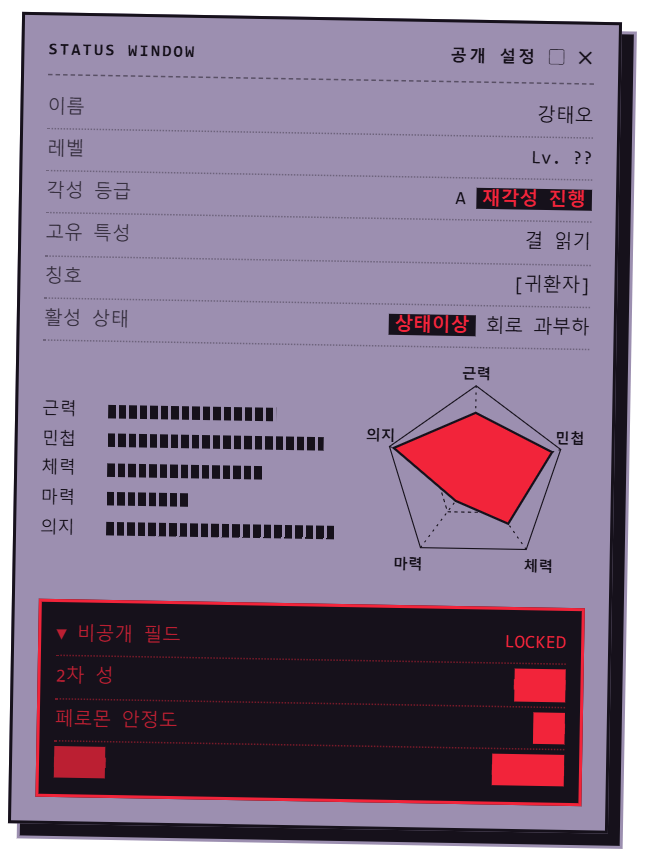 STATUS WINDOW 공개 설정 □ ×
이름 강태오
레벨 Lv. ??
각성 등급 A 재각성 진행
고유 특성 결 읽기
칭호 [귀환자]
활성 상태 상태이상 회로 과부하
근력
민첩
체력
마력
의지
근력
의지 민첩
마력 체력
▼ 비공개 필드 LOCKED
2차 성
페로몬 안정도